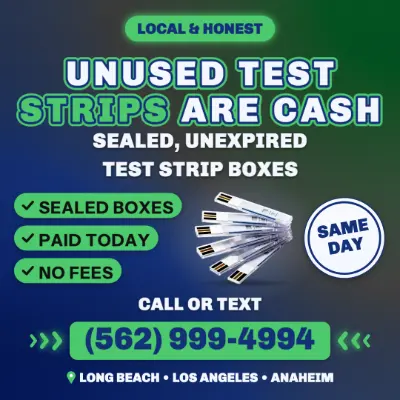 LOCAL & HONEST
UNUSED TEST
STRIPS ARE CASH
SEALED, UNEXPIRED
TEST STRIP BOXES
SEALED BOXES
PAID TODAY
NO FEES
SAME
DAY
CALL OR TEXT
(562) 999-4994
LONG BEACH • LOS ANGELES • ANAHEIM